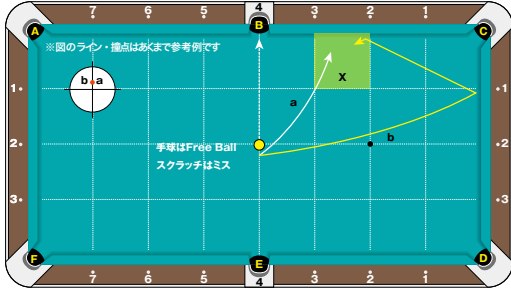 7 6 5 4 3 2 1
A B C
※図のライン・撞点はあくまで参考例です
b a
x
1 1
a
b
2 2
手球はFree Ball
スクラッチはミス
3 3
F E D
7 6 5 4 3 2 1